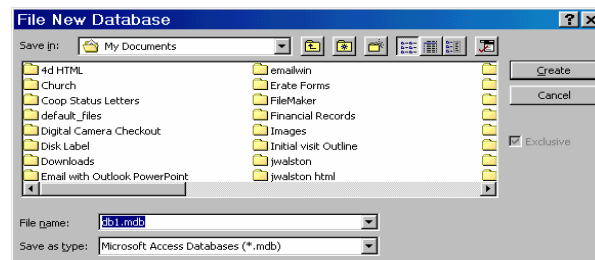 File New Database
Save in: My Documents
4d HTML
Church
Coop Status Letters
default_files
Digital Camera Checkout
Disk Label
Downloads
Email with Outlook PowerPoint
emailwin
Erate Forms
FileMaker
Financial Records
Images
Initial visit Outline
jwalston
jwalston html
Create
Cancel
Exclusive
File name: db1.mdb
Save as type: Microsoft Access Databases (*.mdb)